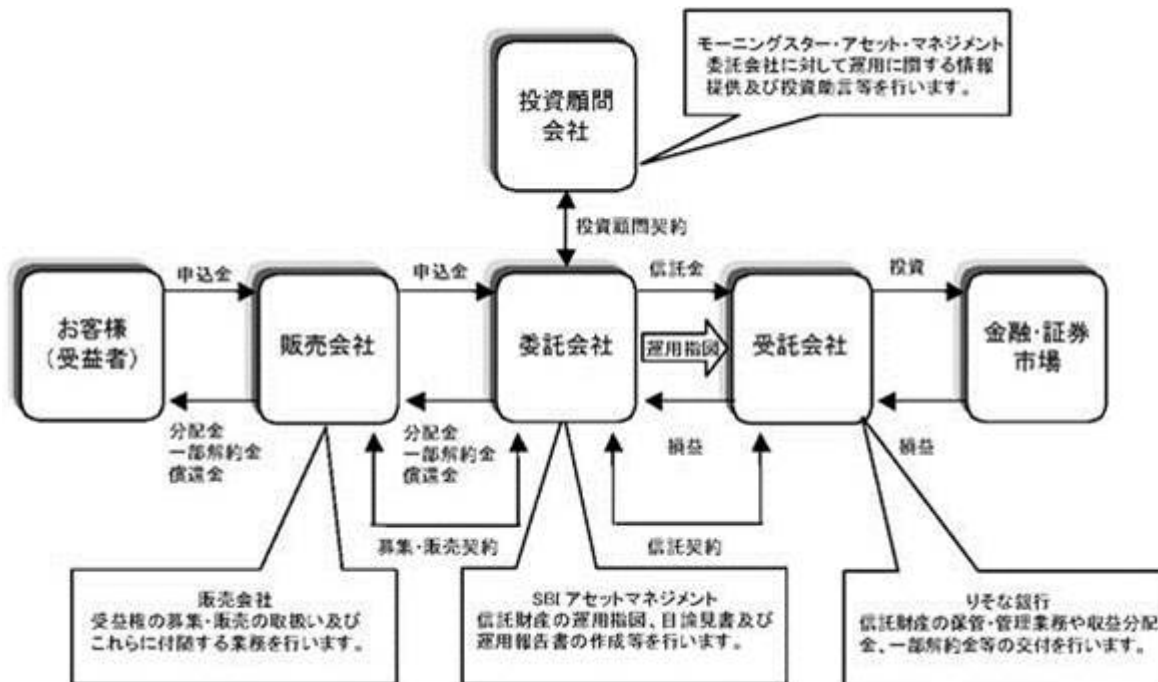 モーニングスター・アセット・マネジメント
委託会社に対して運用に関する情報
提供及び投資助言等を行います。
投資顧問
会社
投資顧問契約
申込金
申込金
信託金
投資
お客様
(受益者)
販売会社
委託会社
運用指図
受託会社
金融・証券
市場
分配金
一部解約金
償還金
分配金
一部解約金
償還金
損益
損益
募集・販売契約
信託契約
販売会社
受益権の募集・販売の取扱い及び
これらに付随する業務を行います。
SBIアセットマネジメント
信託財産の運用指図、目論見書及び
運用報告書の作成等を行います。
りそな銀行
信託財産の保管・管理業務や収益分配
金、一部解約金等の交付を行います。